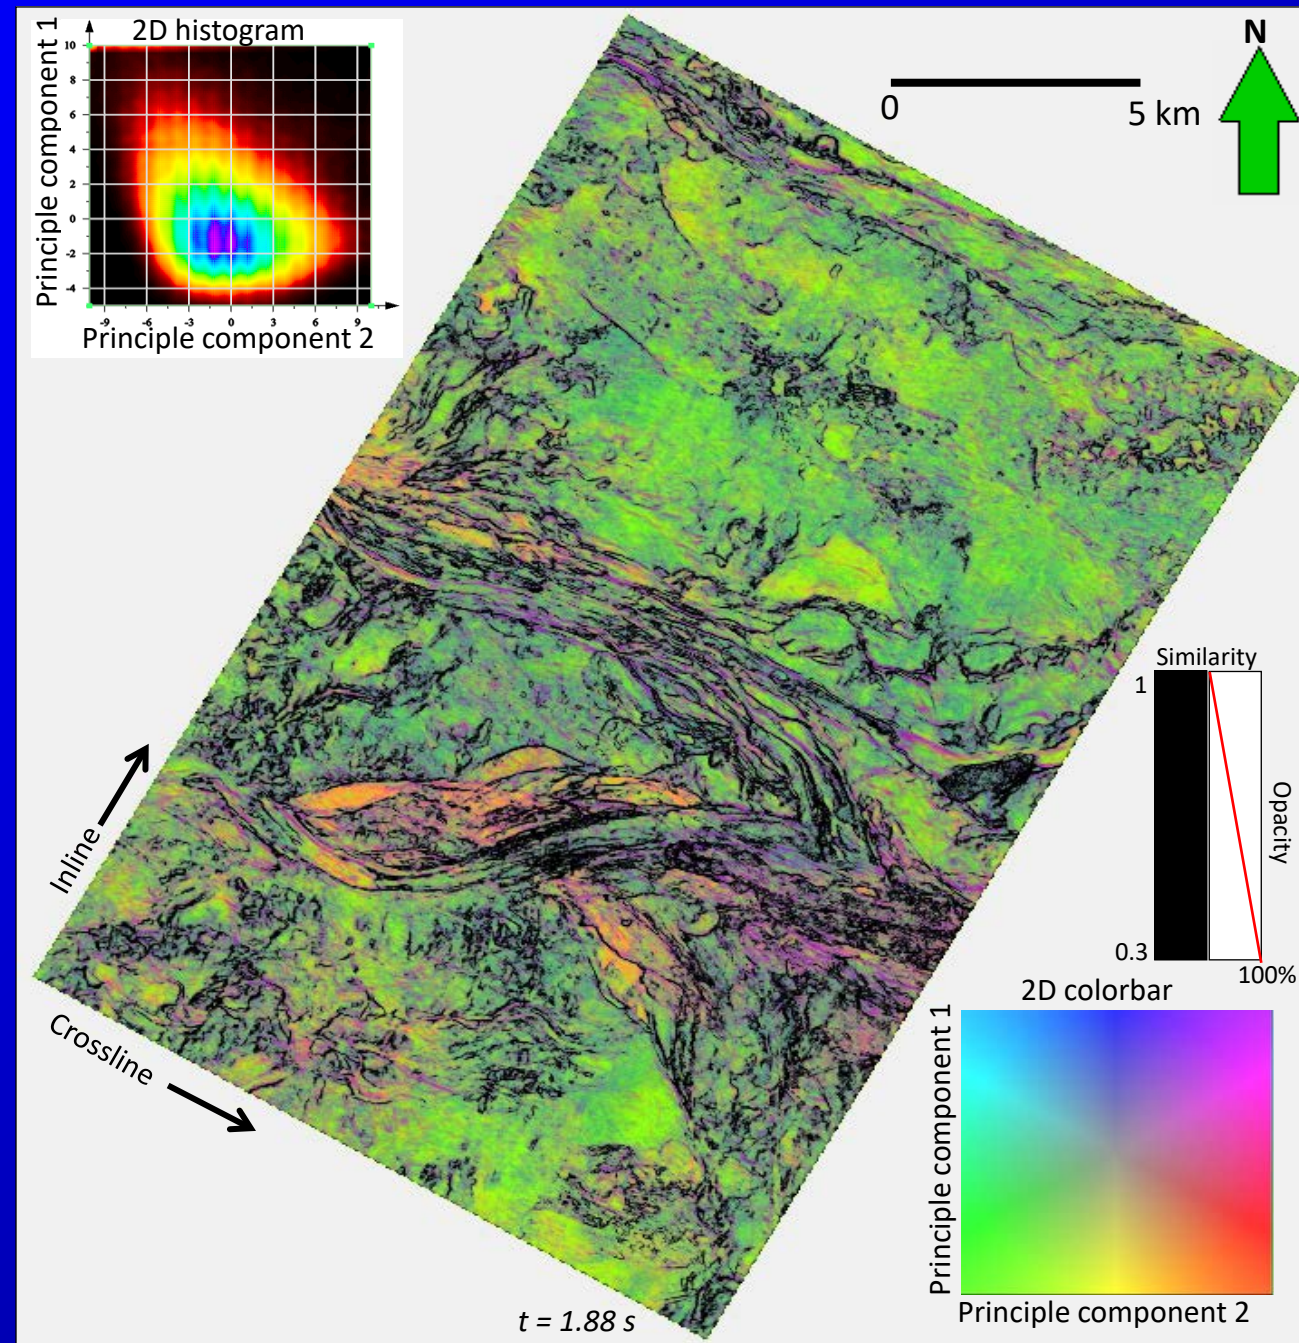 2D histogram
Principle component 1
10
8
6
4
2
0
-2
-4
-9
-6
-3
0
3
6
9
Principle component 2
N
0
5 km
Similarity
1
0.3
Opacity
100%
Inline
Crossline
2D colorbar
Principle component 1
Principle component 2
t = 1.88 s